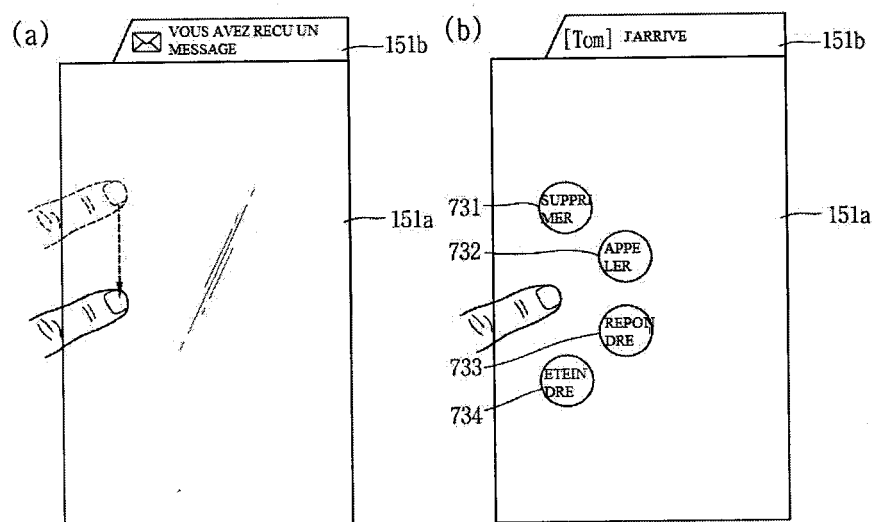 (a)
VOUS AVEZ RECU UN
MESSAGE
151b
151a
(b)
[Tom] J'ARRIVE
151b
151a
731
SUPPRI
MER
732
APPE
LER
733
REPON
DRE
734
ETEIN
DRE